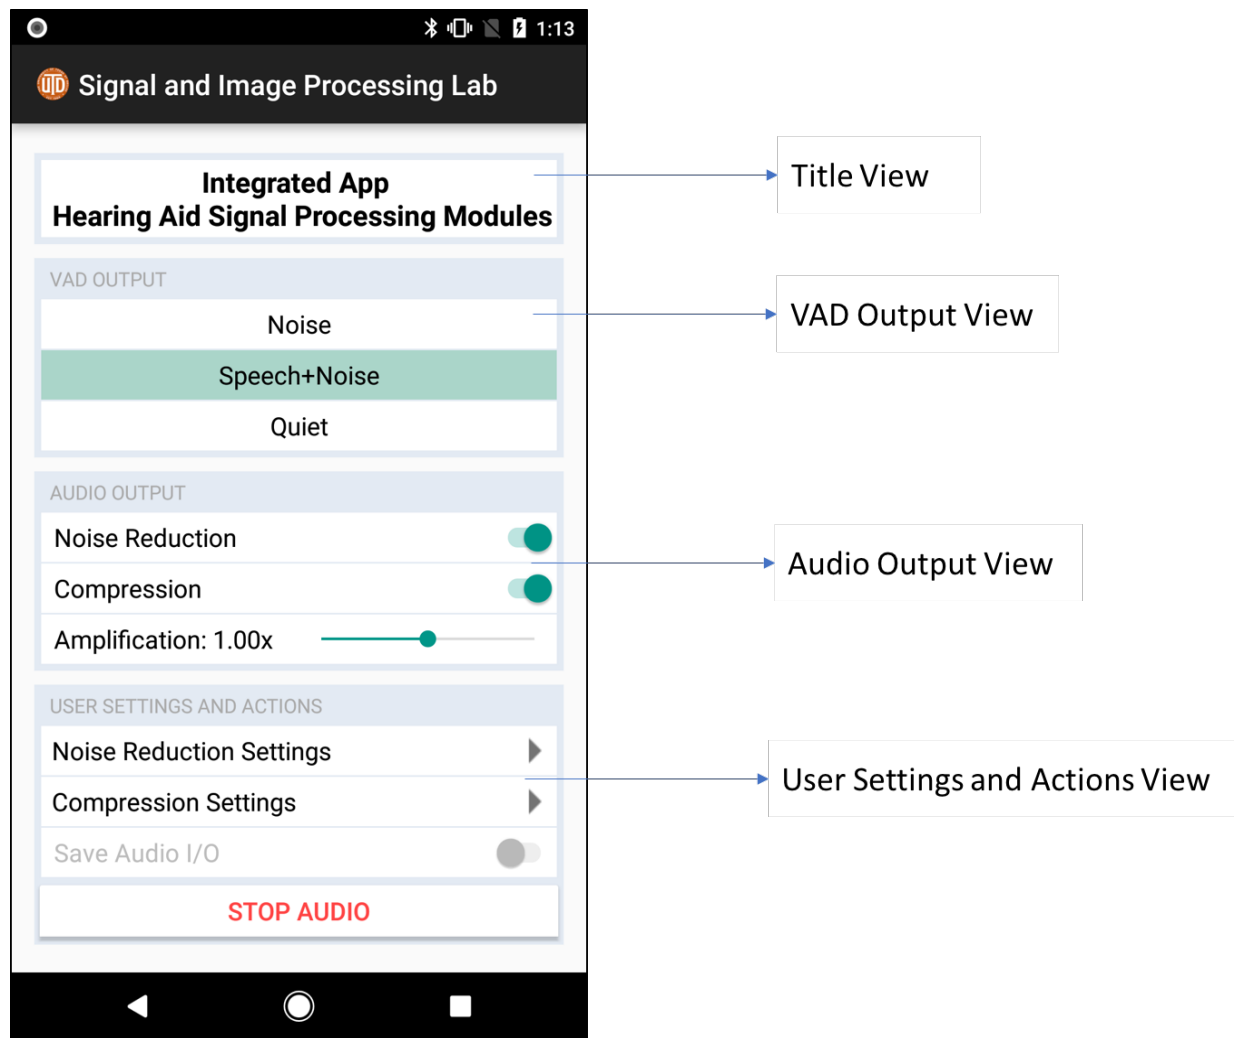 1:13
UTD Signal and Image Processing Lab
Integrated App
Hearing Aid Signal Processing Modules
Title View
VAD OUTPUT
Noise
VAD Output View
Speech+Noise
Quiet
AUDIO OUTPUT
Noise Reduction
Audio Output View
Compression
Amplification: 1.00x
USER SETTINGS AND ACTIONS
Noise Reduction Settings
User Settings and Actions View
Compression Settings
Save Audio I/O
STOP AUDIO